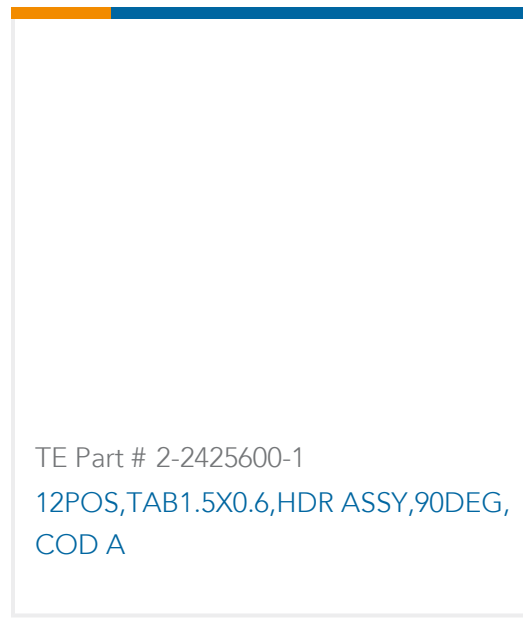 TE Part # 2-2425600-1
12POS,TAB1.5X0.6,HDR ASSY,90DEG,
COD A